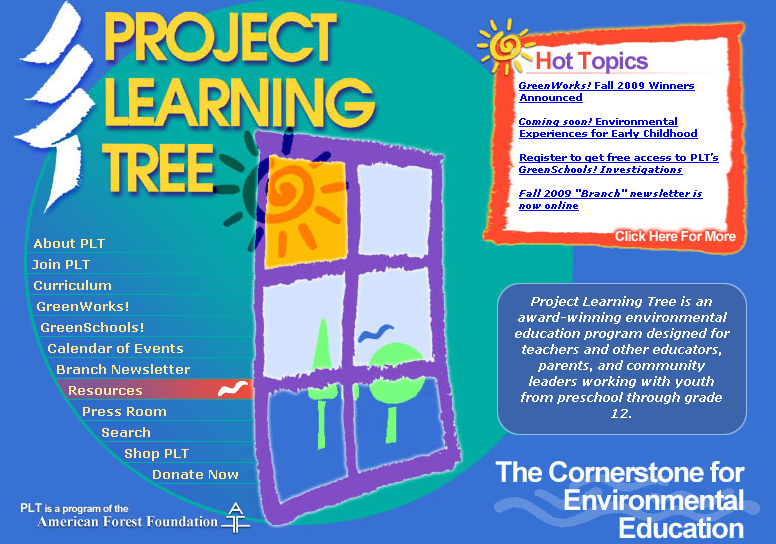 PROJECT
LEARNING
TREE
Hot Topics
GreenWorks! Fall 2009 Winners
Announced
Coming soon! Environmental
Experiences for Early Childhood
Register to get free access to PLT's
GreenSchools! Investigations
Fall 2009 "Branch" newsletter is
now online
Click Here For More
About PLT
Join PLT
Curriculum
GreenWorks!
GreenSchools!
Calendar of Events
Branch Newsletter
Resources
Press Room
Search
Shop PLT
Donate Now
Project Learning Tree is an
award-winning environmental
education program designed for
teachers and other educators,
parents, and community
leaders working with youth
from preschool through grade
12.
The Cornerstone for
Environmental
Education
PLT is a program of the
American Forest Foundation